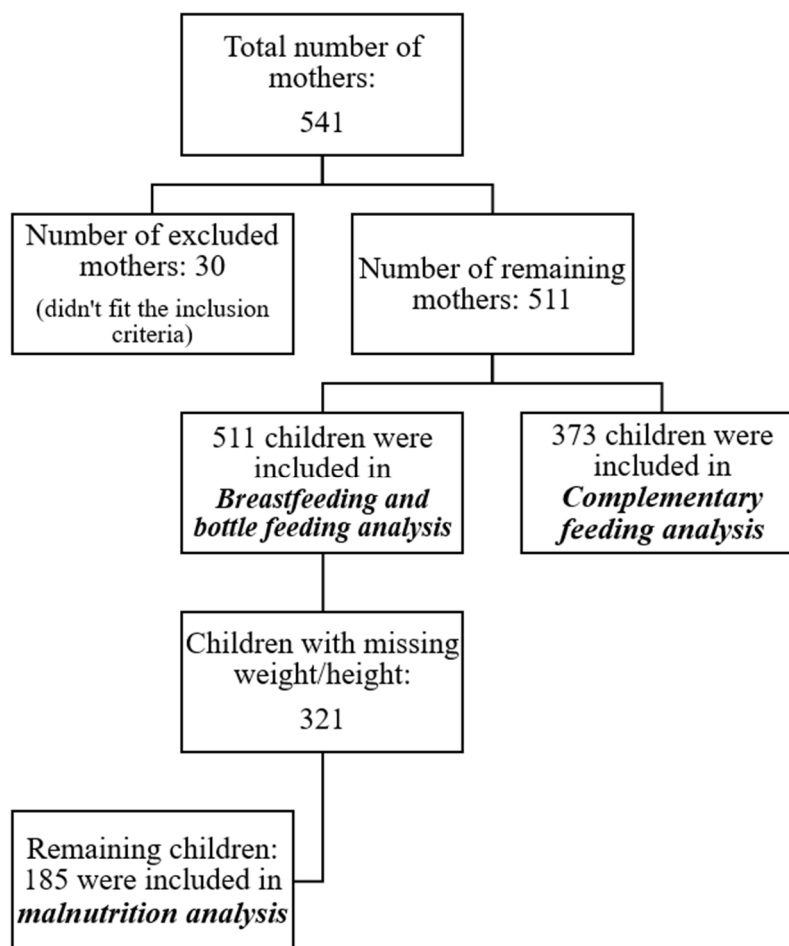 Total number of
mothers:
541
Number of excluded
mothers: 30
(didn't fit the inclusion
criteria)
Number of remaining
mothers: 511
511 children were
included in
Breastfeeding and
bottle feeding analysis
373 children were
included in
Complementary
feeding analysis
Children with missing
weight/height:
321
Remaining children:
185 were included in
malnutrition analysis